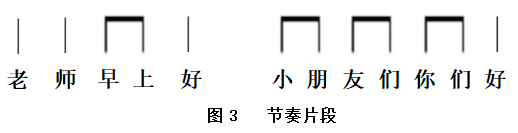 老 师 早 上 好 小 朋 友 们 你 们 好
图 3 节奏片段